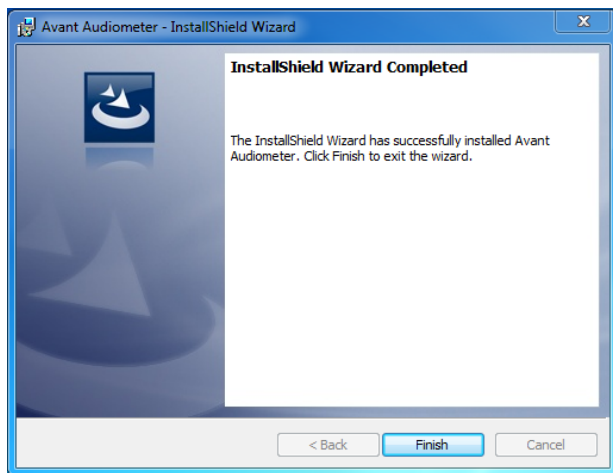 Avant Audiometer - InstallShield Wizard
InstallShield Wizard Completed
The InstallShield Wizard has successfully installed Avant
Audiometer. Click Finish to exit the wizard.
< Back
Finish
Cancel